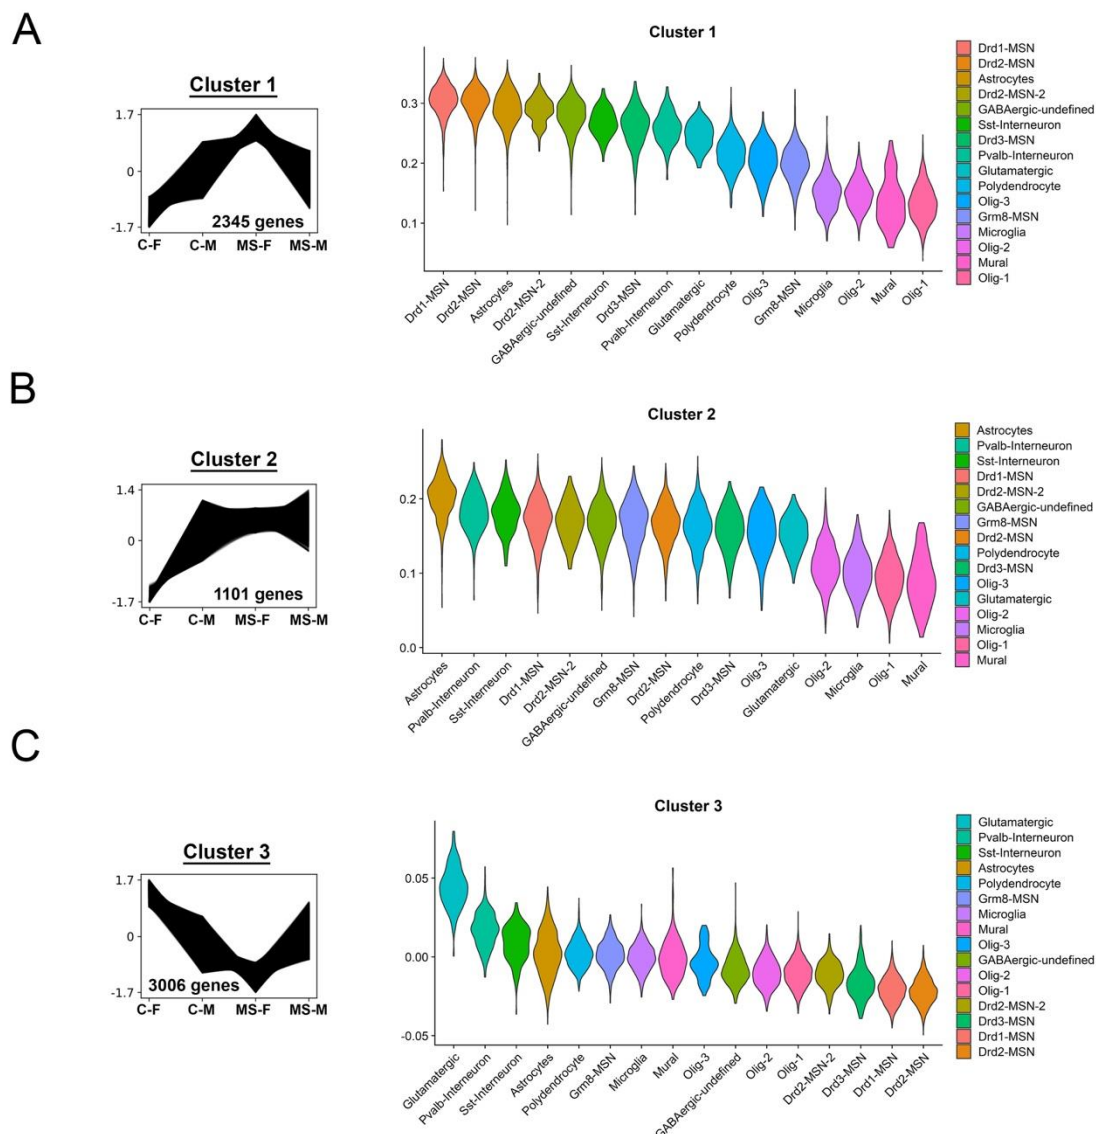 A
Cluster 1
1.7
0
-1.7
2345 genes
C-F C-M MS-F MS-M
Cluster 1
0.3
0.2
0.1
Drd1-MSN
Drd2-MSN
Astrocytes
Drd2-MSN-2
GABAergic-undefined
Sst-Interneuron
Drd3-MSN
Pvalb-Interneuron
Glutamatergic
Polydendrocyte
Olig-3
Grm8-MSN
Microglia
Olig-2
Mural
Olig-1
Drd1-MSN
Drd2-MSN
Astrocytes
Drd2-MSN-2
GABAergic-undefined
Sst-Interneuron
Drd3-MSN
Pvalb-Interneuron
Glutamatergic
Polydendrocyte
Olig-3
Grm8-MSN
Microglia
Olig-2
Mural
Olig-1
B
Cluster 2
1.4
0
-1.7
1101 genes
C-F C-M MS-F MS-M
Cluster 2
0.2
0.1
0.0
Astrocytes
Pvalb-Interneuron
Sst-Interneuron
Drd1-MSN
Drd2-MSN-2
GABAergic-undefined
Grm8-MSN
Drd2-MSN
Polydendrocyte
Drd3-MSN
Olig-3
Glutamatergic
Olig-2
Microglia
Olig-1
Mural
Astrocytes
Pvalb-Interneuron
Sst-Interneuron
Drd1-MSN
Drd2-MSN-2
GABAergic-undefined
Grm8-MSN
Drd2-MSN
Polydendrocyte
Drd3-MSN
Olig-3
Glutamatergic
Olig-2
Microglia
Olig-1
Mural
C
Cluster 3
1.7
0
-1.7
3006 genes
C-F C-M MS-F MS-M
Cluster 3
0.05
0.00
-0.05
Glutamatergic
Pvalb-Interneuron
Sst-Interneuron
Astrocytes
Polydendrocyte
Grm8-MSN
Microglia
Mural
Olig-3
GABAergic-undefined
Olig-2
Olig-1
Drd2-MSN-2
Drd3-MSN
Drd1-MSN
Drd2-MSN
Glutamatergic
Pvalb-Interneuron
Sst-Interneuron
Astrocytes
Polydendrocyte
Grm8-MSN
Microglia
Mural
Olig-3
GABAergic-undefined
Olig-2
Olig-1
Drd2-MSN-2
Drd3-MSN
Drd1-MSN
Drd2-MSN